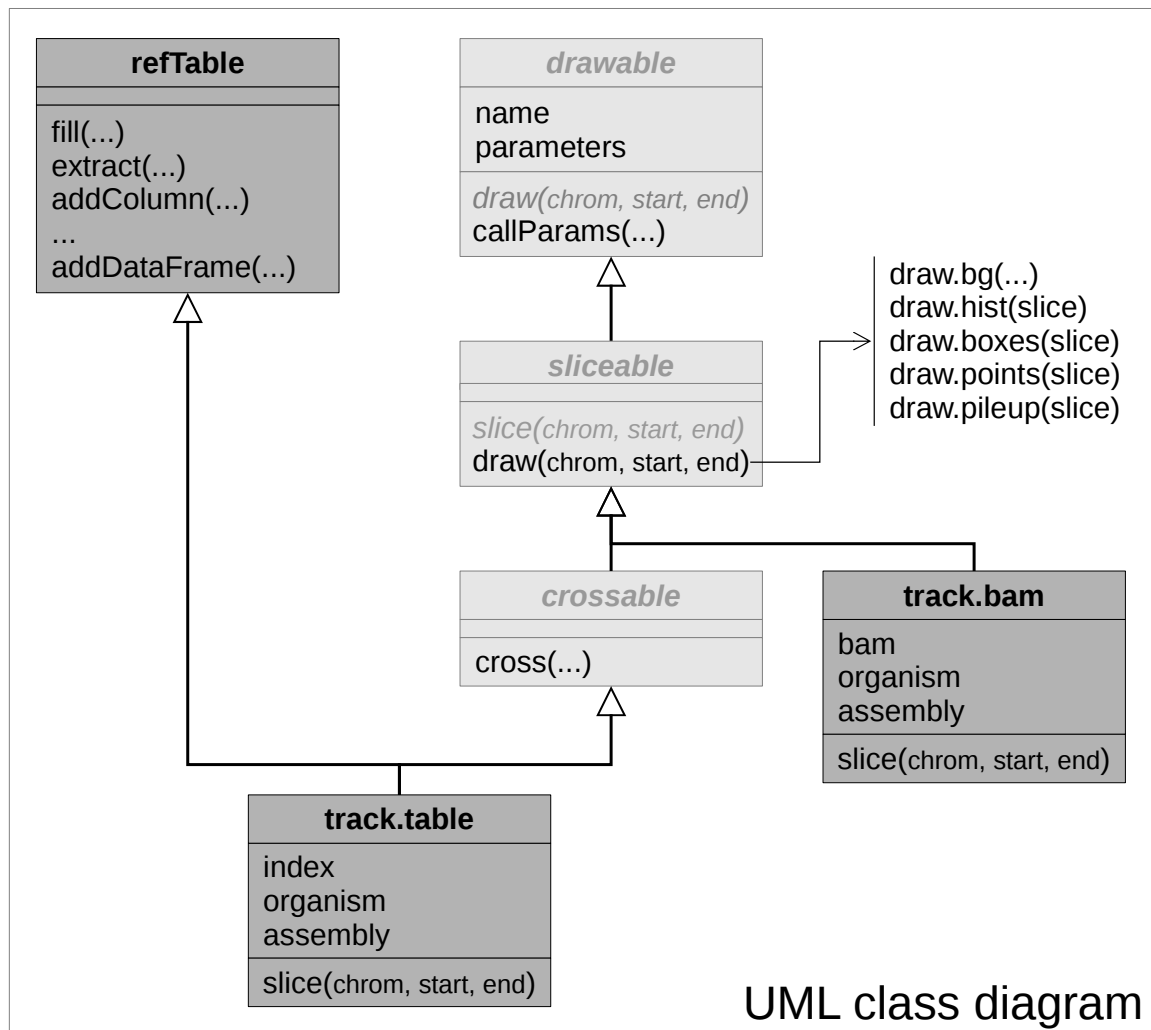 refTable
fill(...)
extract(...)
addColumn(...)
...
addDataFrame(...)
drawable
name
parameters
draw(chrom, start, end)
callParams(...)
sliceable
slice(chrom, start, end)
draw(chrom, start, end)
draw.bg(...)
draw.hist(slice)
draw.boxes(slice)
draw.points(slice)
draw.pileup(slice)
crossable
cross(...)
track.bam
bam
organism
assembly
slice(chrom, start, end)
track.table
index
organism
assembly
slice(chrom, start, end)
UML class diagram